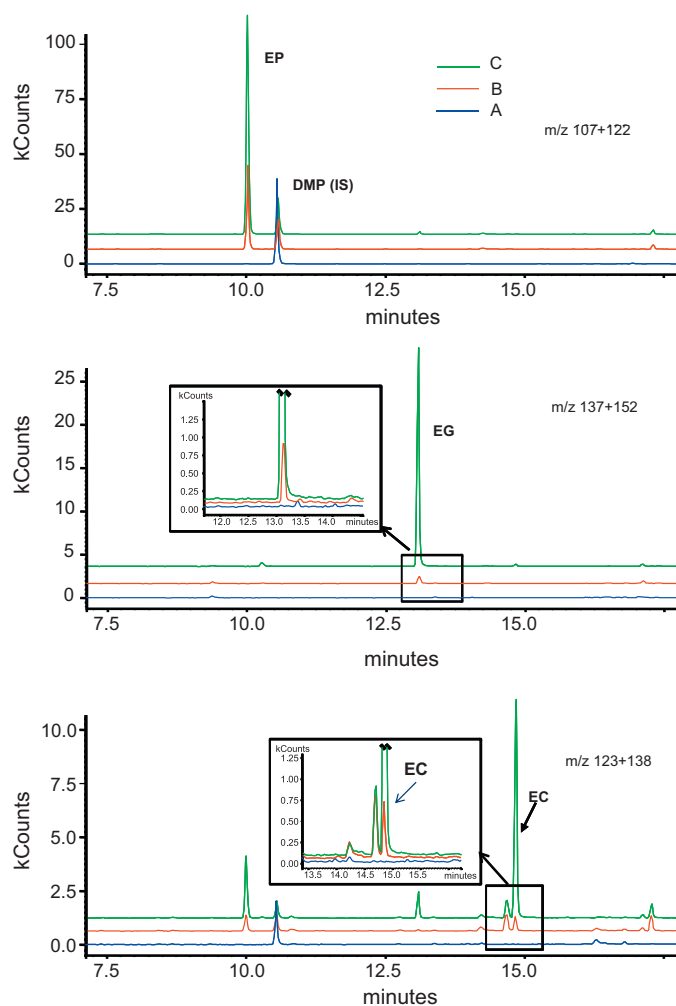 100
75
50
25
0
kCounts
EP
DMP (IS)
C
B
A
m/z 107+122
7.5 10.0 12.5 15.0
minutes
25
20
15
10
5
0
kCounts
kCounts
1.25
1.00
0.75
0.50
0.25
0.00
12.0 12.5 13.0 13.5 14.0 minutes
EG
m/z 137+152
7.5 10.0 12.5 15.0
minutes
10.0
7.5
5.0
2.5
0.0
kCounts
kCounts
1.25
1.00
0.75
0.50
0.25
0.00
EC
13.5 14.0 14.5 15.0 15.5 minutes
m/z 123+138
EC
7.5 10.0 12.5 15.0
minutes